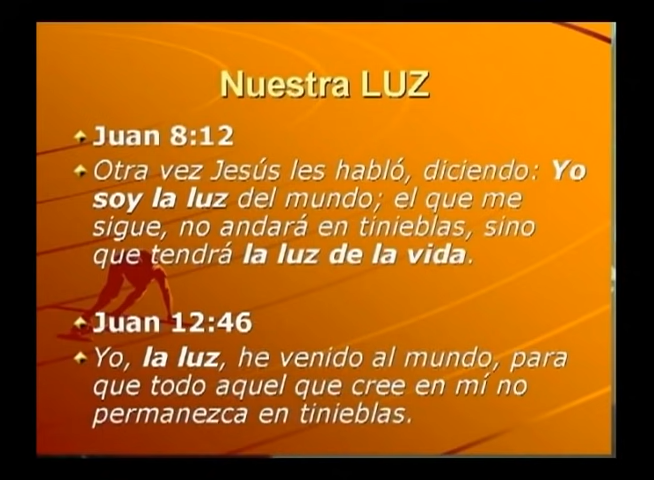 Nuestra LUZ
Juan 8:12
Otra vez Jesús les habló, diciendo: Yo
soy la luz del mundo; el que me
sigue, no andará en tinieblas, sino
que tendrá la luz de la vida.
Juan 12:46
Yo, la luz, he venido al mundo, para
que todo aquel que cree en mí no
permanezca en tinieblas.